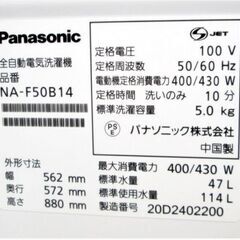 Panasonic
JET
全自動電気洗濯機
品番
NA-F50B14
定格電圧 100 V
定格周波数 50/60 Hz
電動機定格消費電力 400/430 W
定格時間 洗いのみ 10 分
標準洗濯容量 5.0 kg
PS
E
パナソニック株式会社
中国製
外形寸法
幅 562 mm
奥行 572 mm
高さ 880 mm
最大消費電力 400/430 W
標準水量 47 L
標準使用水量 114 L
製造番号 20D2402200